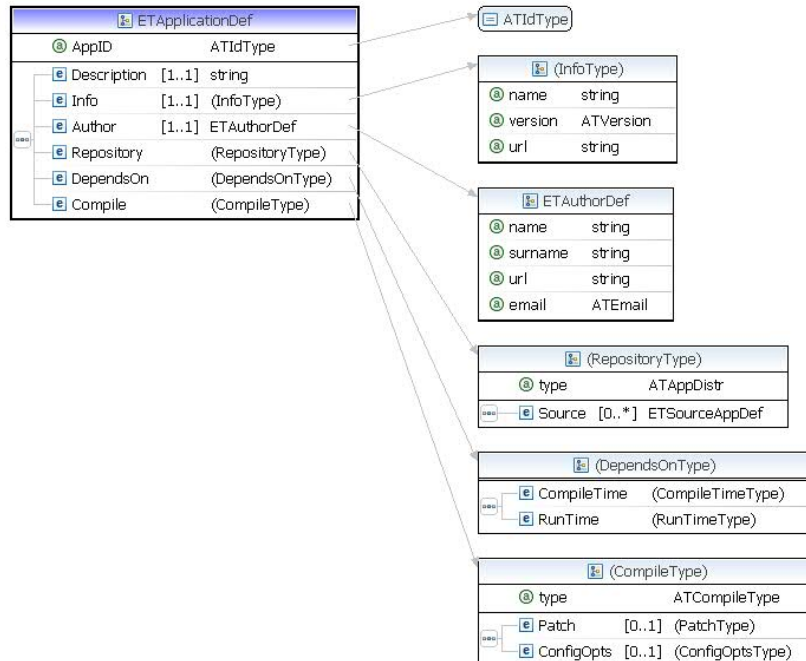 ETApplicationDef
AppID ATIdType
Description [1..1] string
Info [1..1] (InfoType)
Author [1..1] ETAuthorDef
Repository (RepositoryType)
DependsOn (DependsOnType)
Compile (CompileType)
ATIdType
(InfoType)
name string
version ATVersion
url string
ETAuthorDef
name string
surname string
url string
email ATEmail
(RepositoryType)
type ATAppDistr
Source [0..*] ETSourceAppDef
(DependsOnType)
CompileTime (CompileTimeType)
RunTime (RunTimeType)
(CompileType)
type ATCompileType
Patch [0..1] (PatchType)
ConfigOpts [0..1] (ConfigOptsType)